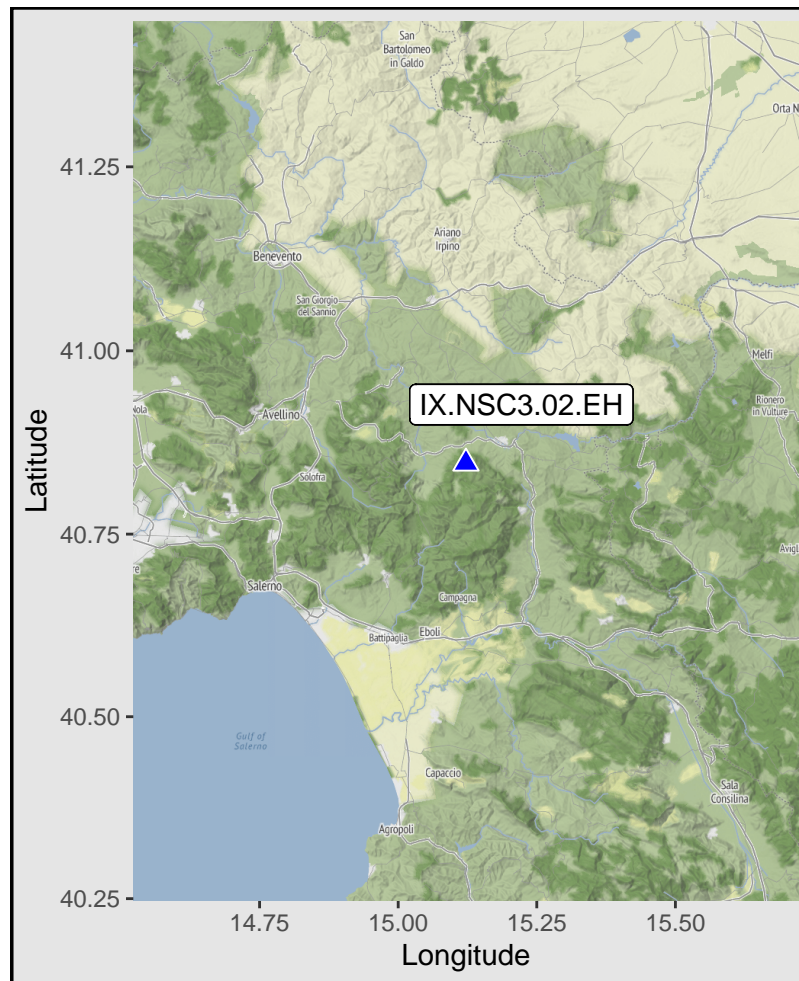 San
Bartolomeo
in Galdo
Orta N
41.25
Ariano
Irpino
Benevento
San Giorgio
del Sannio
41.00
Melfi
IX.NSC3.02.EH
Rionero
in Vulture
Nola
Avellino
Latitude
Solofra
40.75
Avigl
re
Salerno
Campagna
Battipaglia
Eboli
40.50
Gulf of
Salerno
Capaccio
Sala
Consilina
Agropoli
40.25
14.75
15.00
15.25
15.50
Longitude